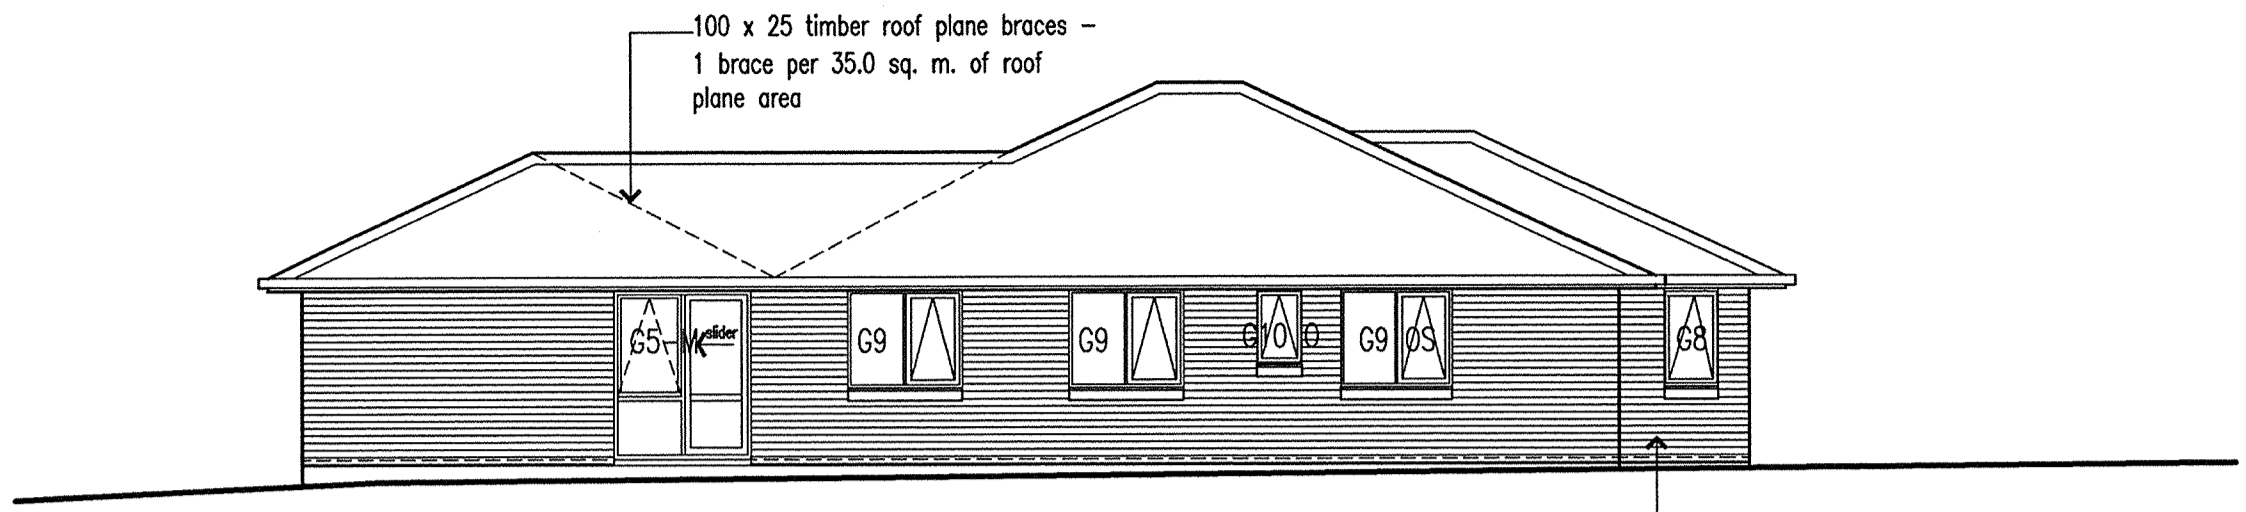 100 x 25 timber roof plane braces –
1 brace per 35.0 sq. m. of roof
plane area
G5
slider
G9
G9
G10 O
G9 OS
G8